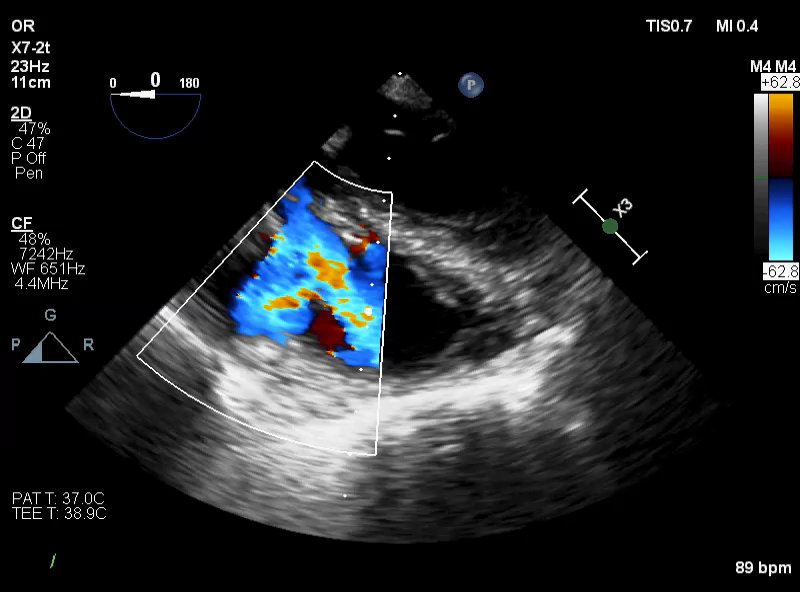 OR
X7-2t
23Hz
11cm
2D
47%
C 47
P Off
Pen
CF
48%
7242Hz
WF 651Hz
4.4MHz
G
P R
PAT T: 37.0C
TEE T: 38.9C
0 0 180
P
TIS0.7 MI 0.4
M4 M4
+62.8
-62.8
cm/s
X3
89 bpm